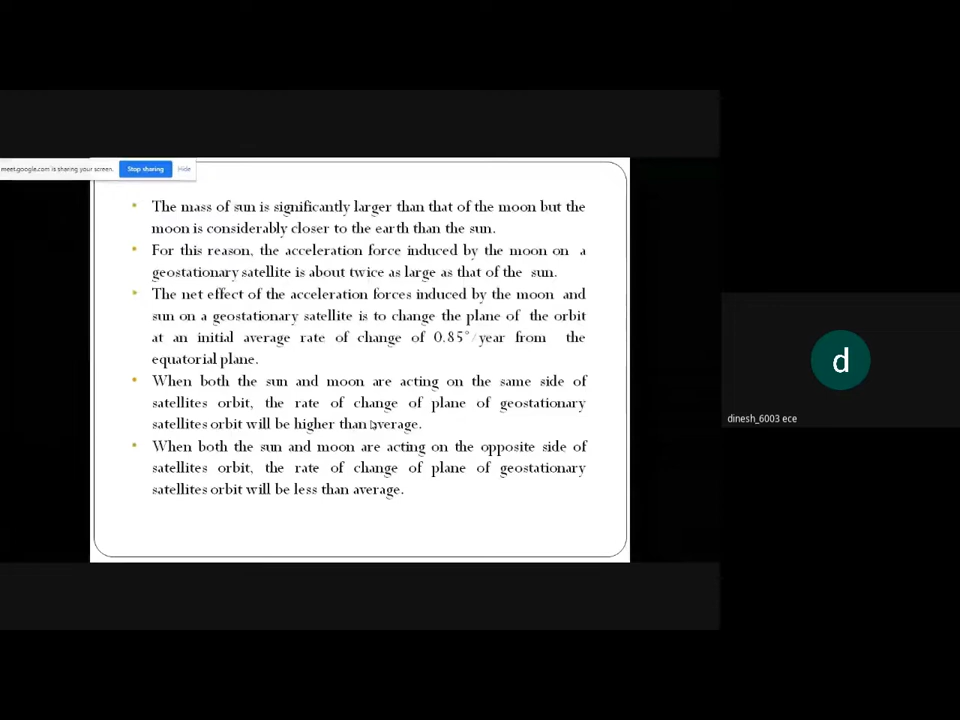 meet.google.com is sharing your screen.
Stop sharing
Hide
• The mass of sun is significantly larger than that of the moon but the
moon is considerably closer to the earth than the sun.
• For this reason, the acceleration force induced by the moon on a
geostationary satellite is about twice as large as that of the sun.
• The net effect of the acceleration forces induced by the moon and
sun on a geostationary satellite is to change the plane of the orbit
at an initial average rate of change of 0.85°/year from the
equatorial plane.
• When both the sun and moon are acting on the same side of
satellites orbit, the rate of change of plane of geostationary
satellites orbit will be higher than average.
• When both the sun and moon are acting on the opposite side of
satellites orbit, the rate of change of plane of geostationary
satellites orbit will be less than average.
d
dinesh_6003 ece